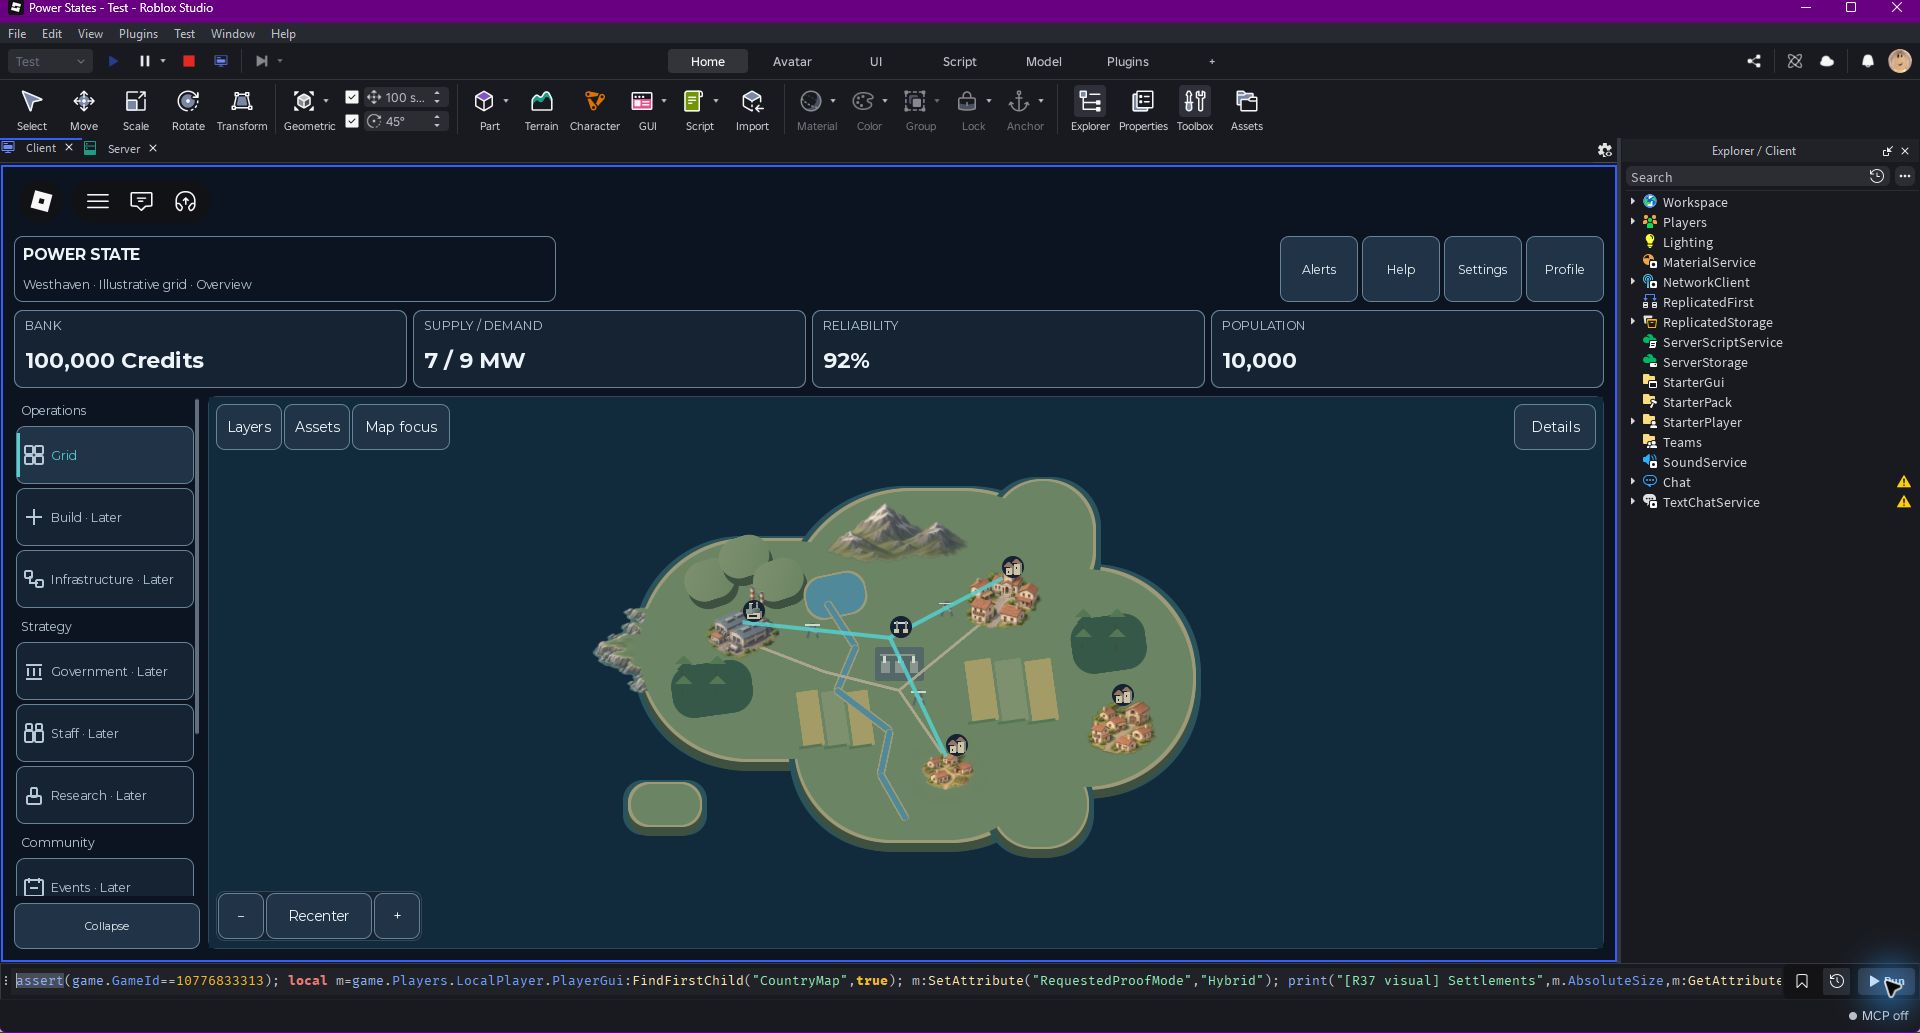 Power States - Test - Roblox Studio
File Edit View Plugins Test Window Help
Test
Home Avatar UI Script Model Plugins +
100 s...
45°
Select Move Scale Rotate Transform Geometric Part Terrain Character GUI Script Import Material Color Group Lock Anchor Explorer Properties Toolbox Assets
Client Server
Explorer / Client
Search
Workspace
Players
Lighting
MaterialService
NetworkClient
ReplicatedFirst
ReplicatedStorage
ServerScriptService
ServerStorage
StarterGui
StarterPack
StarterPlayer
Teams
SoundService
Chat
TextChatService
POWER STATE
Westhaven · Illustrative grid · Overview
Alerts Help Settings Profile
BANK
100,000 Credits
SUPPLY / DEMAND
7 / 9 MW
RELIABILITY
92%
POPULATION
10,000
Operations
Grid
Build · Later
Infrastructure · Later
Strategy
Government · Later
Staff · Later
Research · Later
Community
Events · Later
Collapse
Layers Assets Map focus
Details
− Recenter +
assert(game.GameId==10776833313); local m=game.Players.LocalPlayer.PlayerGui:FindFirstChild("CountryMap",true); m:SetAttribute("RequestedProofMode","Hybrid"); print("[R37 visual] Settlements",m.AbsoluteSize,m:GetAttribute
MCP off